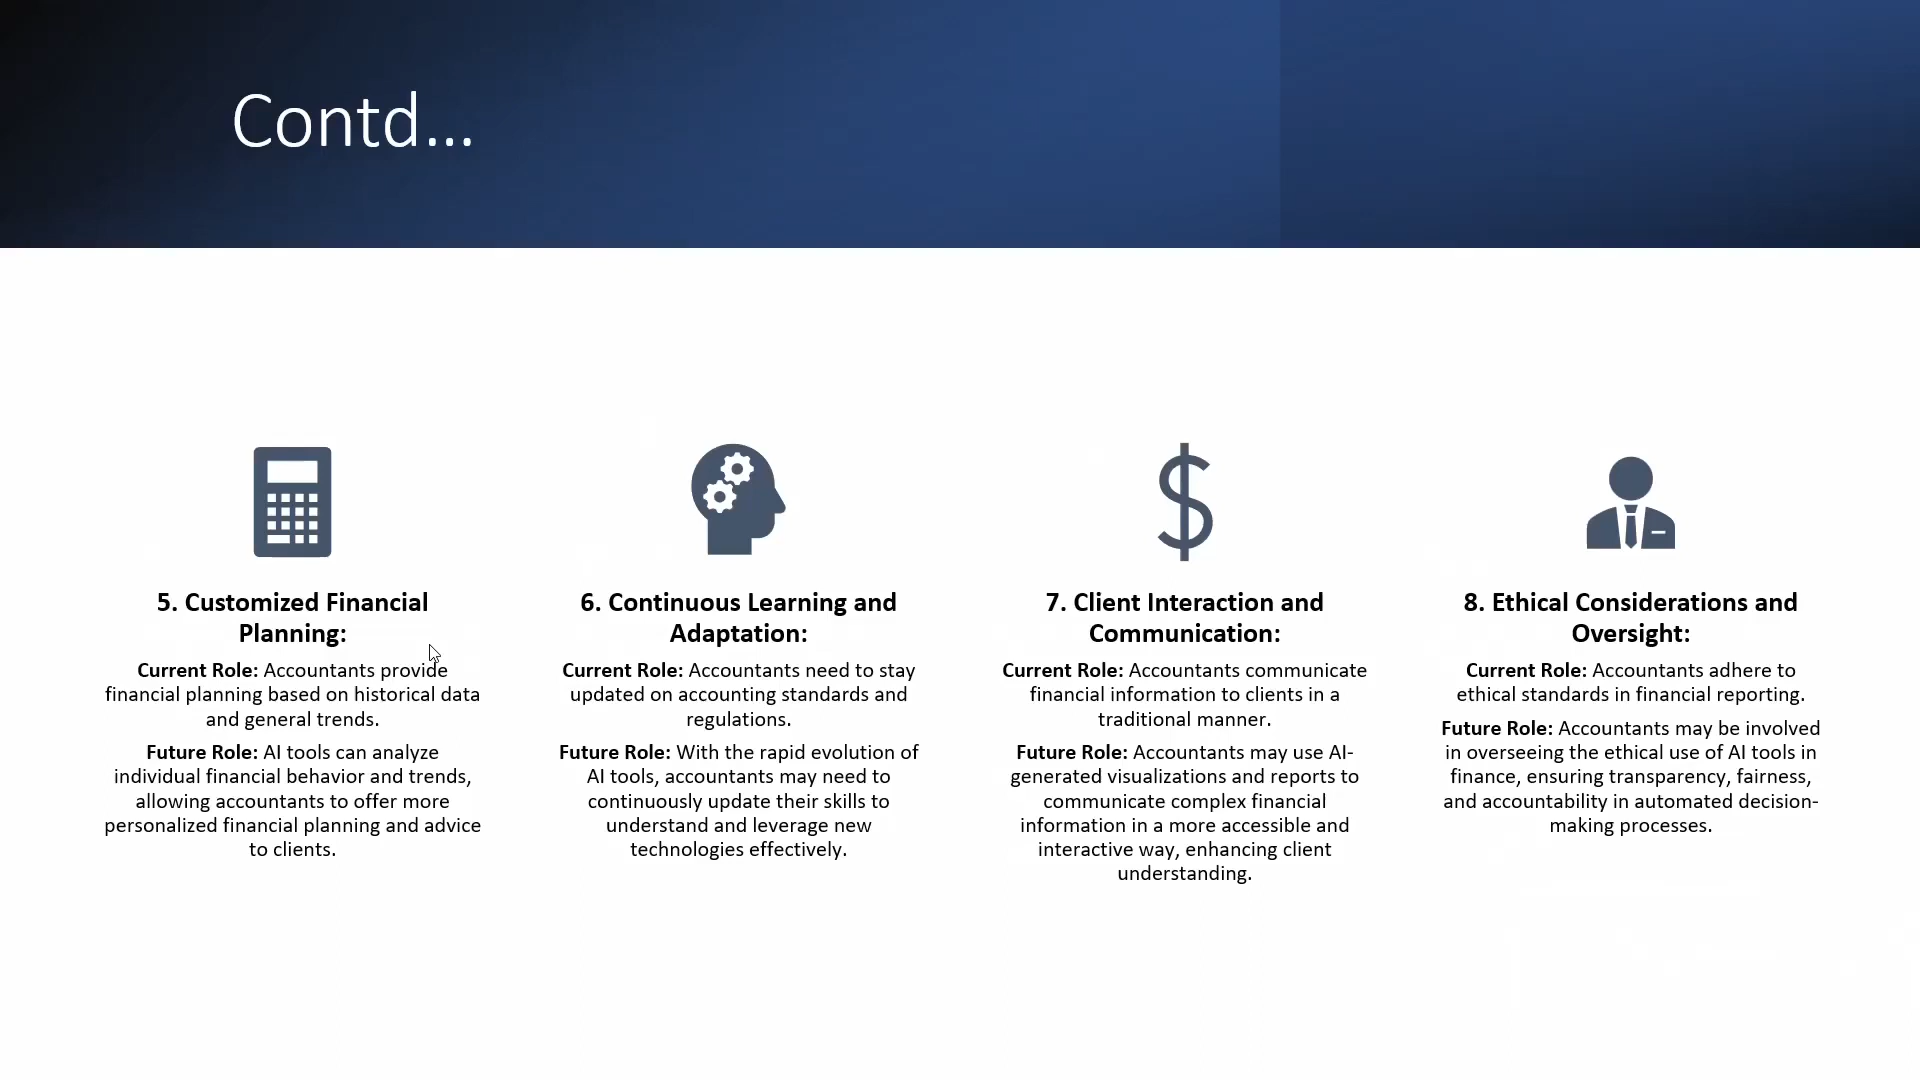 Contd...
5. Customized Financial
Planning:
Current Role: Accountants provide
financial planning based on historical data
and general trends.
Future Role: AI tools can analyze
individual financial behavior and trends,
allowing accountants to offer more
personalized financial planning and advice
to clients.
6. Continuous Learning and
Adaptation:
Current Role: Accountants need to stay
updated on accounting standards and
regulations.
Future Role: With the rapid evolution of
AI tools, accountants may need to
continuously update their skills to
understand and leverage new
technologies effectively.
7. Client Interaction and
Communication:
Current Role: Accountants communicate
financial information to clients in a
traditional manner.
Future Role: Accountants may use AI-
generated visualizations and reports to
communicate complex financial
information in a more accessible and
interactive way, enhancing client
understanding.
8. Ethical Considerations and
Oversight:
Current Role: Accountants adhere to
ethical standards in financial reporting.
Future Role: Accountants may be involved
in overseeing the ethical use of AI tools in
finance, ensuring transparency, fairness,
and accountability in automated decision-
making processes.